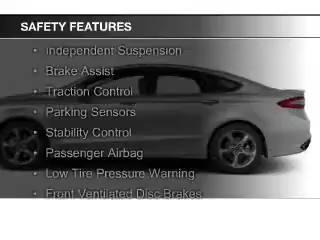 SAFETY FEATURES
• Independent Suspension
• Brake Assist
• Traction Control
• Parking Sensors
• Stability Control
• Passenger Airbag
• Low Tire Pressure Warning
• Front Ventilated Disc Brakes